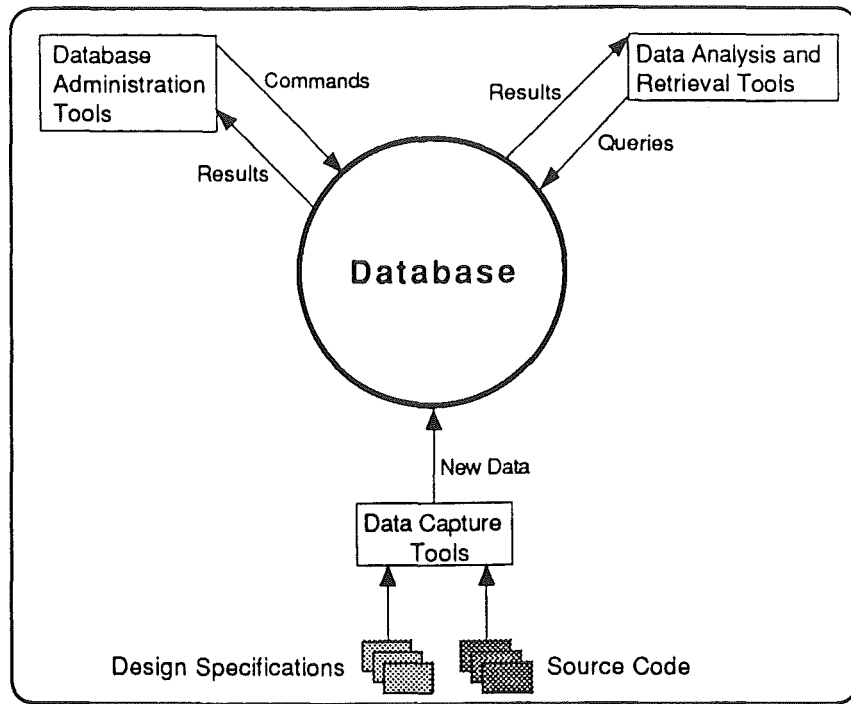 Database
Administration
Tools
Commands
Results
Data Analysis and
Retrieval Tools
Results
Queries
Database
New Data
Data Capture
Tools
Design Specifications
Source Code